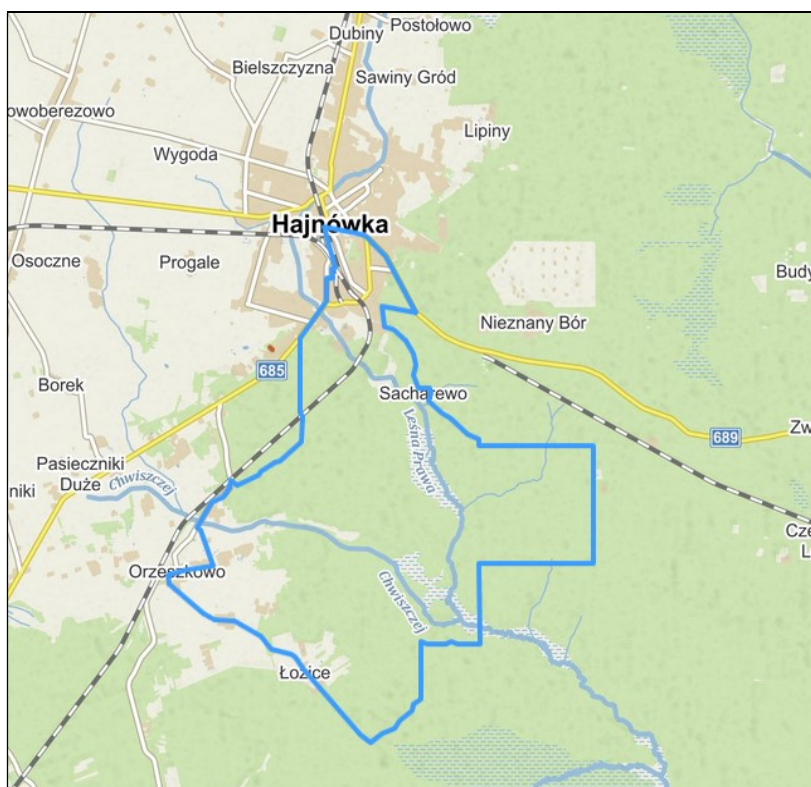 Postołowo
Dubiny
Bielszczyzna
Sawiny Gród
owoberezowo
Lipiny
Wygoda
Hajnówka
Osoczne
Progale
Budy
Nieznany Bór
685
Borek
Sacharewo
Zw
689
Leśna Prawa
Pasieczniki
Duże
niki
Chwiszczej
Cze
L
Orzeszkowo
Chwiszczej
Łozice